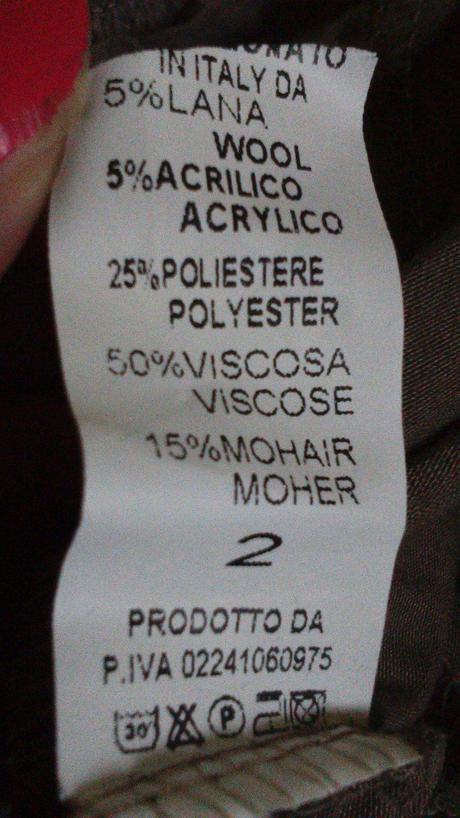 IN ITALY DA
5%LANA
WOOL
5%ACRILICO
ACRYLICO
25%POLIESTERE
POLYESTER
50%VISCOSA
VISCOSE
15%MOHAIR
MOHER
2
PRODOTTO DA
P.IVA 02241060975
30°
P